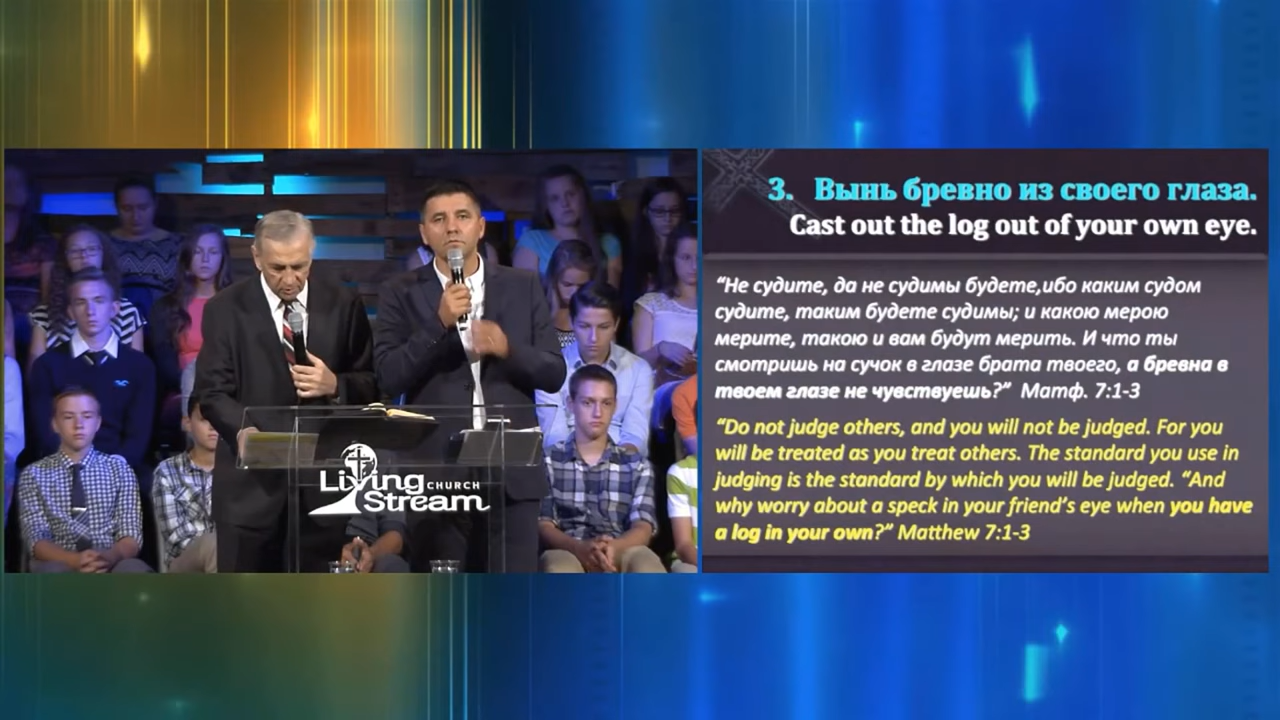 Living CHURCH
Stream
3. Вынь бревно из своего глаза.
Cast out the log out of your own eye.
“Не судите, да не судимы будете,ибо каким судом
судите, таким будете судимы; и какою мерою
мерите, такою и вам будут мерить. И что ты
смотришь на сучок в глазе брата твоего, а бревна в
твоем глазе не чувствуешь?” Матф. 7:1-3
“Do not judge others, and you will not be judged. For you
will be treated as you treat others. The standard you use in
judging is the standard by which you will be judged. “And
why worry about a speck in your friend’s eye when you have
a log in your own?” Matthew 7:1-3